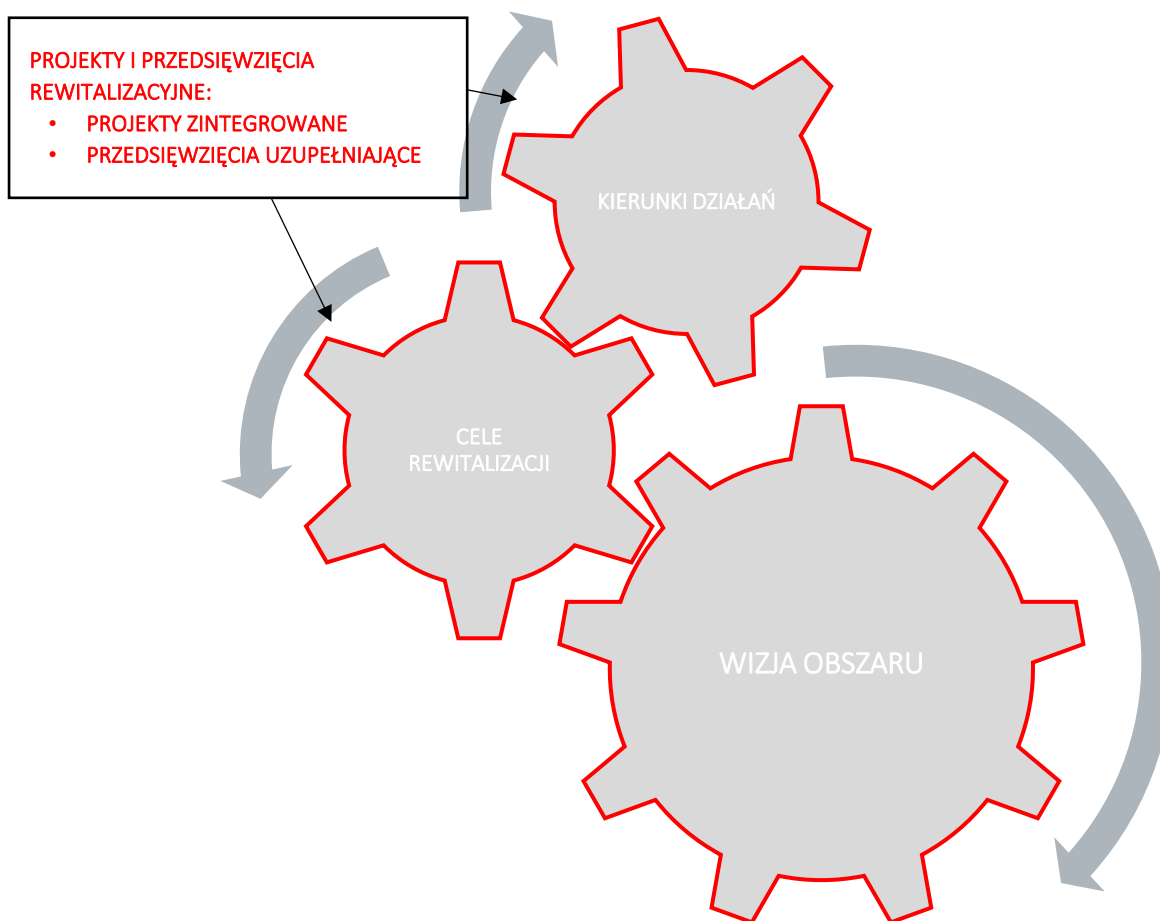 PROJEKTY I PRZEDSIĘWZIĘCIA
REWITALIZACYJNE:
• PROJEKTY ZINTEGROWANE
• PRZEDSIĘWZIĘCIA UZUPEŁNIAJĄCE
KIERUNKI DZIAŁAŃ
CELE
REWITALIZACJI
WIZJA OBSZARU